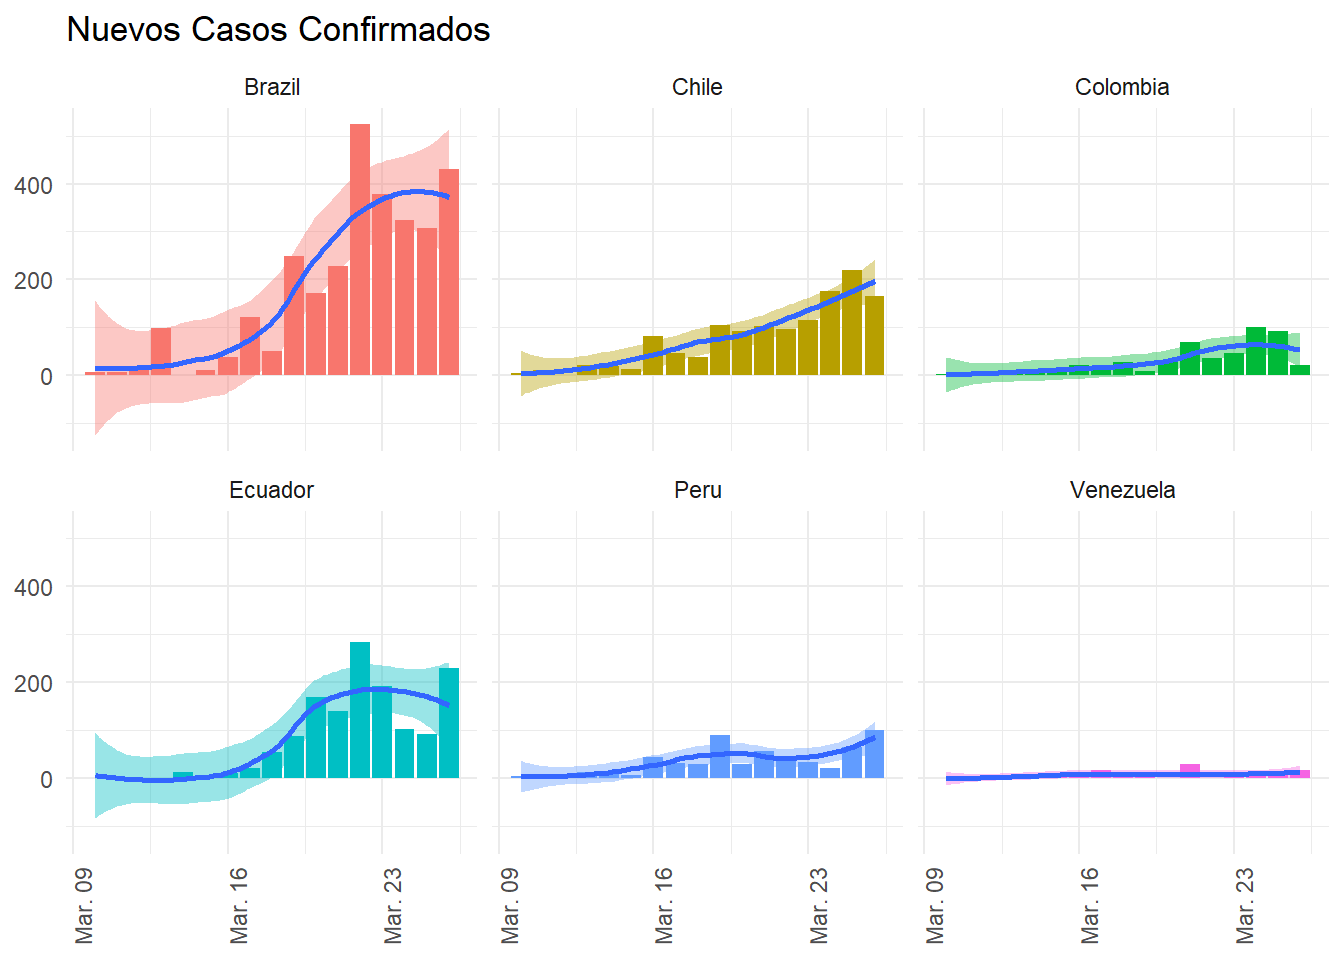 Nuevos Casos Confirmados
Brazil
Chile
Colombia
400
200
0
Ecuador
Peru
Venezuela
400
200
0
Mar. 09
Mar. 16
Mar. 23
Mar. 09
Mar. 16
Mar. 23
Mar. 09
Mar. 16
Mar. 23